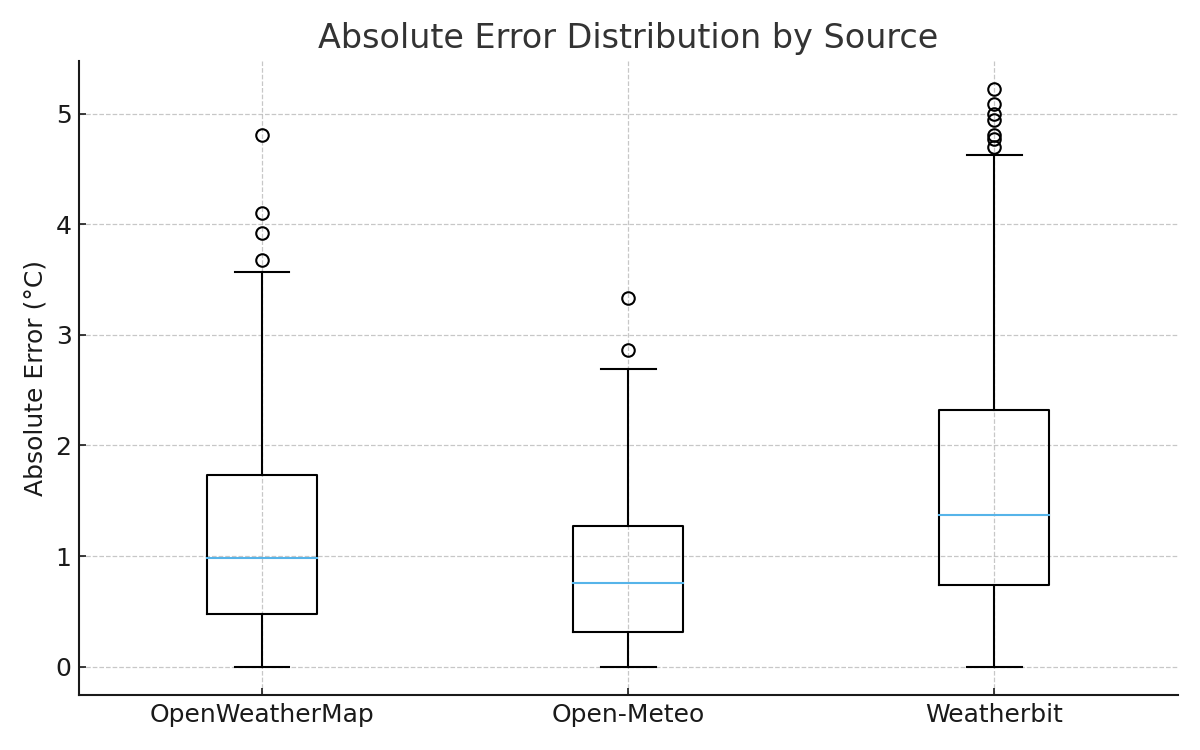 Absolute Error Distribution by Source
Absolute Error (°C)
5
4
3
2
1
0
OpenWeatherMap
Open-Meteo
Weatherbit